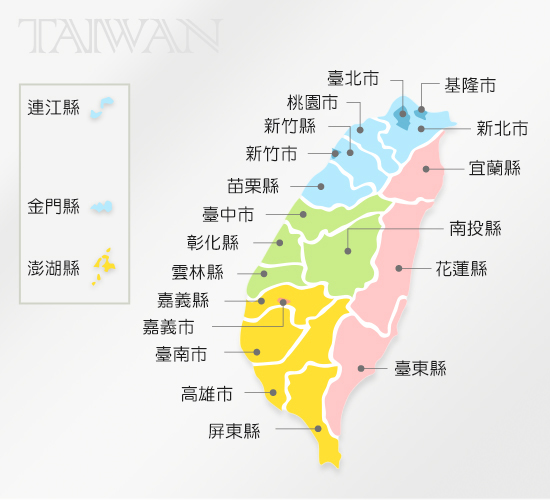 TAIWAN
臺北市
基隆市
桃園市
新竹縣
新北市
連江縣
新竹市
宜蘭縣
苗栗縣
金門縣
臺中市
南投縣
彰化縣
澎湖縣
雲林縣
花蓮縣
嘉義縣
嘉義市
臺南市
臺東縣
高雄市
屏東縣